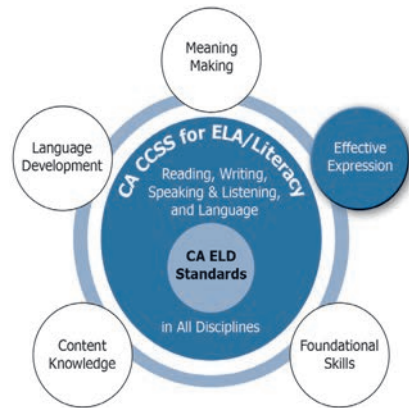 Meaning
Making
Language
Development
Effective
Expression
CA CCSS for ELA/Literacy
Reading, Writing,
Speaking & Listening,
and Language
CA ELD
Standards
in All Disciplines
Content
Knowledge
Foundational
Skills